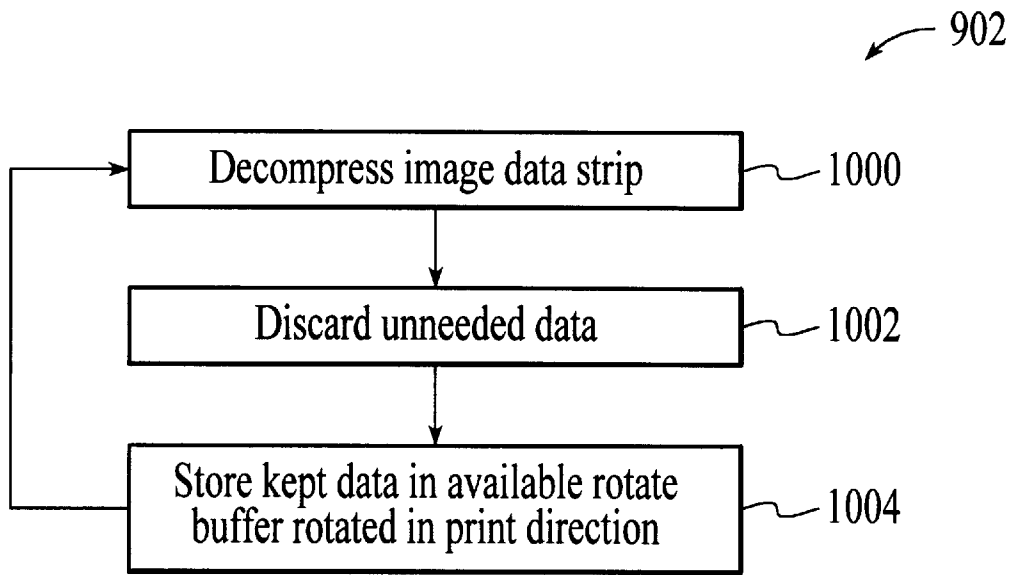 902
Decompress image data strip
1000
Discard unneeded data
1002
Store kept data in available rotate
buffer rotated in print direction
1004